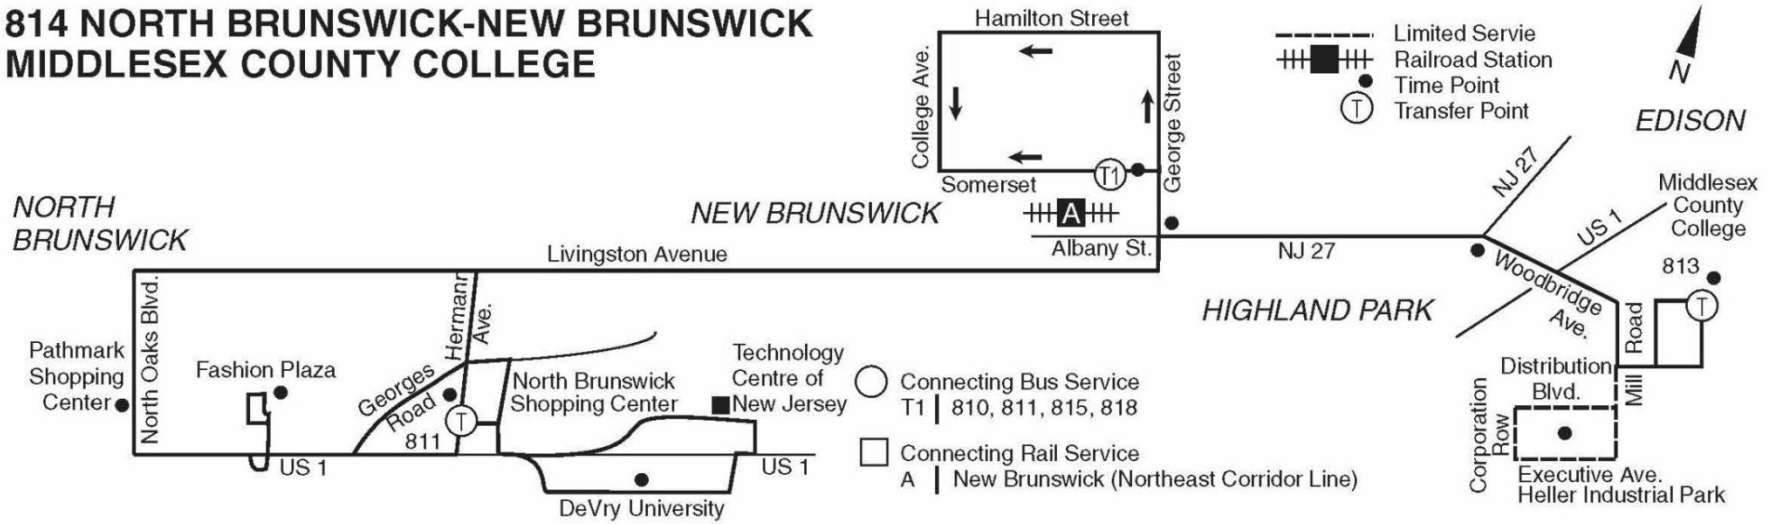 814 NORTH BRUNSWICK-NEW BRUNSWICK
MIDDLESEX COUNTY COLLEGE
Hamilton Street
College Ave.
George Street
Somerset
T1
A
Albany St.
Limited Servie
Railroad Station
Time Point
T
Transfer Point
N
EDISON
NJ 27
US 1
Middlesex
County
College
813
T
NORTH
BRUNSWICK
NEW BRUNSWICK
Livingston Avenue
NJ 27
HIGHLAND PARK
Woodbridge
Ave.
Mill Road
Pathmark
Shopping
Center
North Oaks Blvd.
Fashion Plaza
Georges
Road
Hermann
Ave.
811
T
US 1
North Brunswick
Shopping Center
Technology
Centre of
New Jersey
US 1
DeVry University
Connecting Bus Service
T1 | 810, 811, 815, 818
Connecting Rail Service
A | New Brunswick (Northeast Corridor Line)
Distribution
Blvd.
Corporation
Row
Executive Ave.
Heller Industrial Park